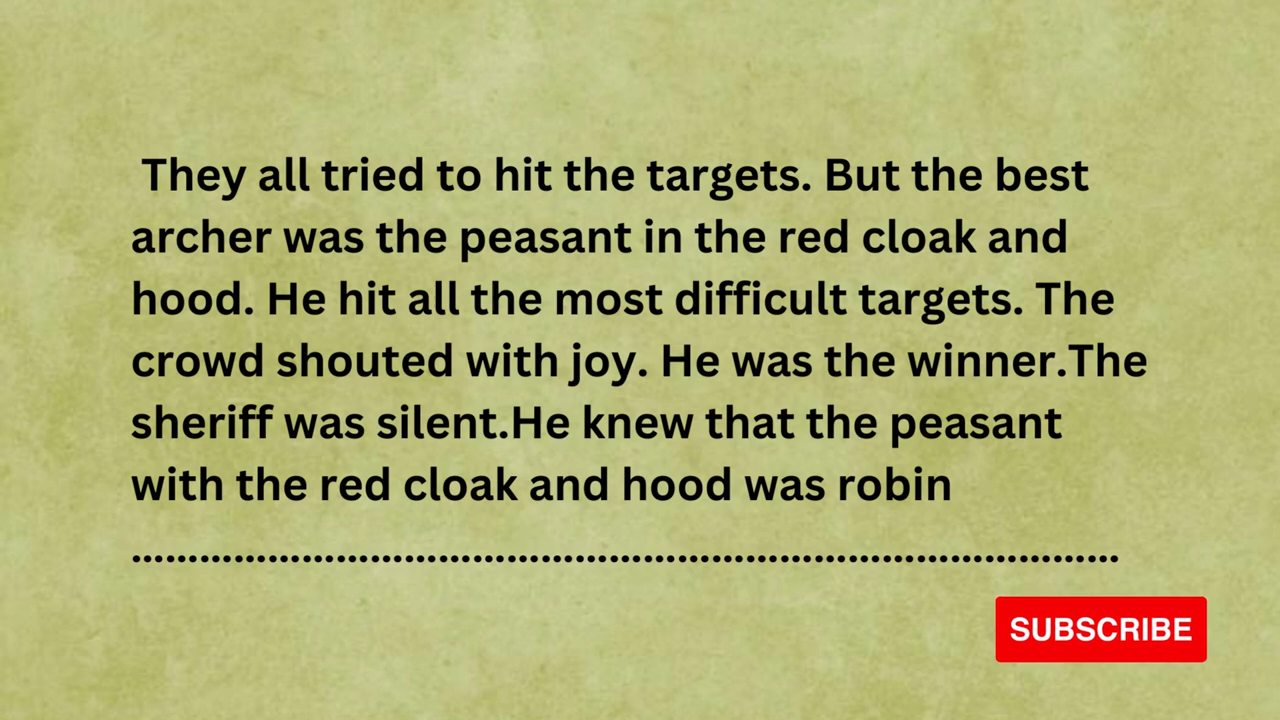 They all tried to hit the targets. But the best
archer was the peasant in the red cloak and
hood. He hit all the most difficult targets. The
crowd shouted with joy. He was the winner.The
sheriff was silent.He knew that the peasant
with the red cloak and hood was robin
.......................................................................................
SUBSCRIBE